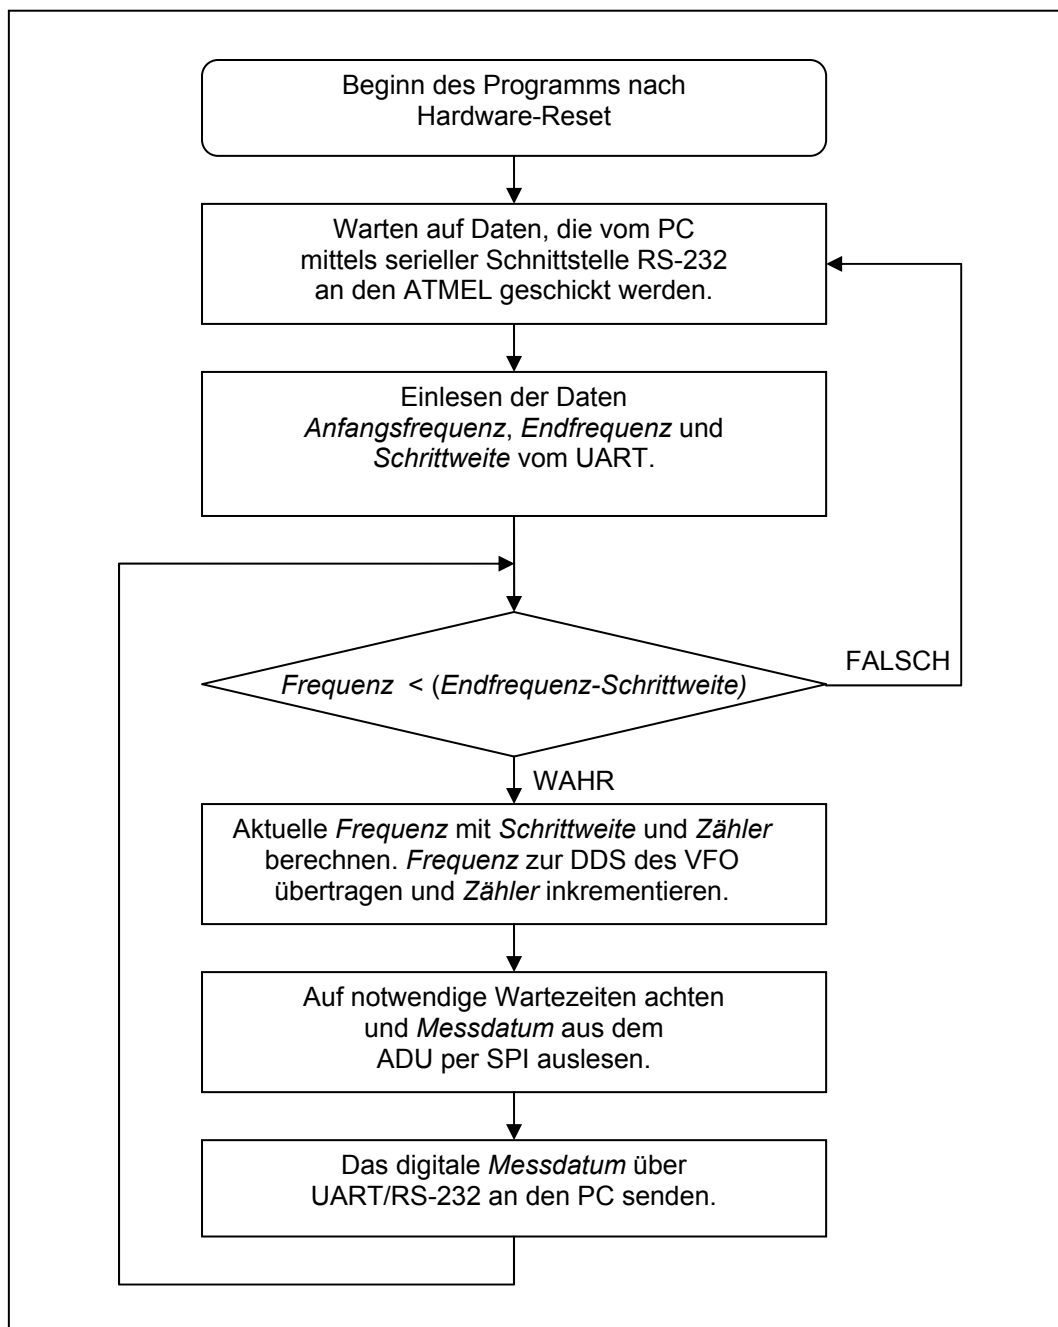 Beginn des Programms nach
Hardware-Reset
Warten auf Daten, die vom PC
mittels serieller Schnittstelle RS-232
an den ATMEL geschickt werden.
Einlesen der Daten
Anfangsfrequenz, Endfrequenz und
Schrittweite vom UART.
FALSCH
Frequenz < (Endfrequenz-Schrittweite)
WAHR
Aktuelle Frequenz mit Schrittweite und Zähler
berechnen. Frequenz zur DDS des VFO
übertragen und Zähler inkrementieren.
Auf notwendige Wartezeiten achten
und Messdatum aus dem
ADU per SPI auslesen.
Das digitale Messdatum über
UART/RS-232 an den PC senden.